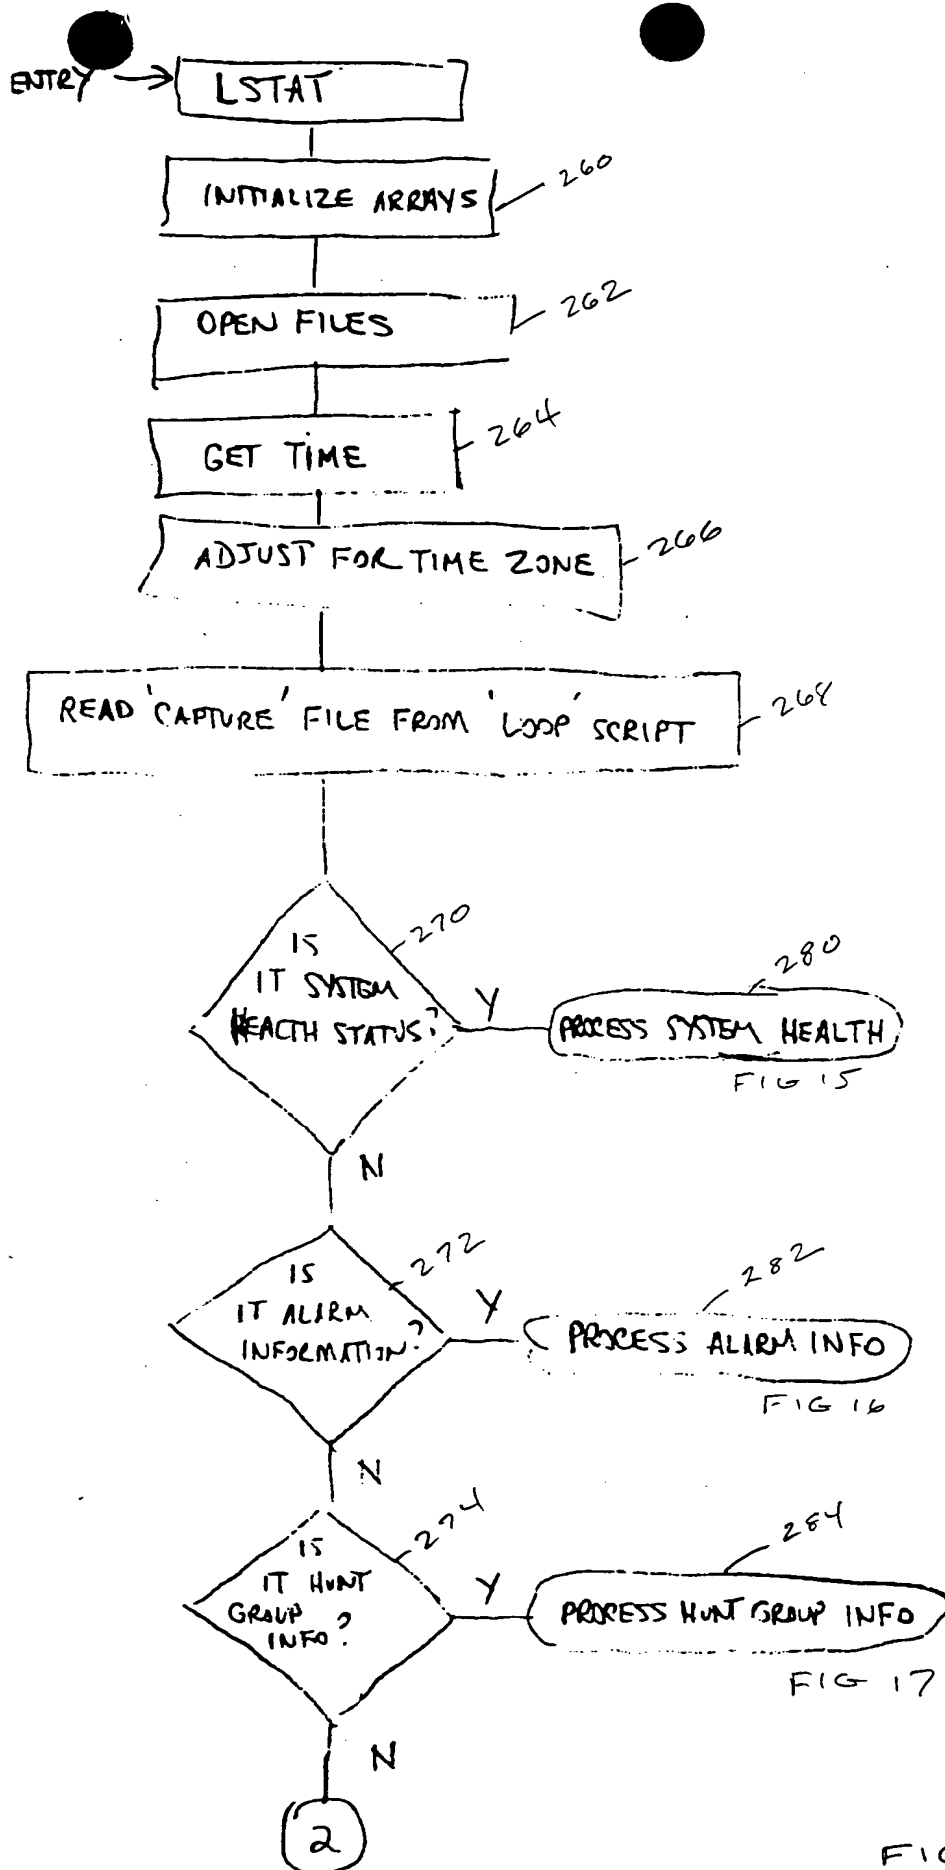 ENTRY
LSTAT
INITIALIZE ARRAYS
260
OPEN FILES
262
GET TIME
264
ADJUST FOR TIME ZONE
266
READ 'CAPTURE' FILE FROM 'LOOP' SCRIPT
268
270
IS
IT SYSTEM
HEALTH STATUS?
Y
280
PROCESS SYSTEM HEALTH
FIG 15
N
272
IS
IT ALARM
INFORMATION?
Y
282
PROCESS ALARM INFO
FIG 16
N
274
IS
IT HUNT
GROUP
INFO?
Y
284
PROCESS HUNT GROUP INFO
FIG 17
N
2
FIG